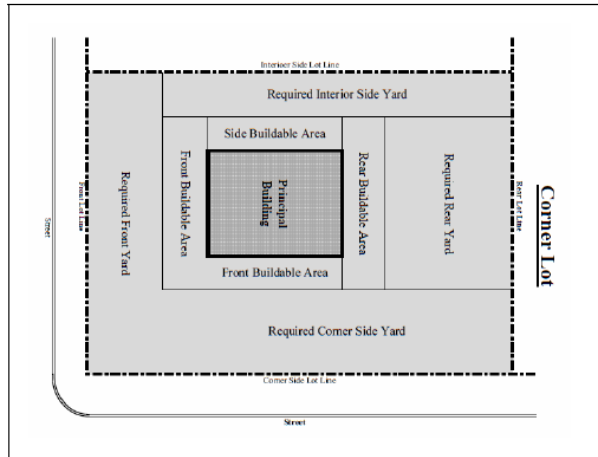 Interioer Side Lot Line
Required Interior Side Yard
Side Buildable Area
Street
Front Lot Line
Required Front Yard
Front Buildable Area
Principal
Building
Rear Buildable Area
Required Rear Yard
Rear Lot Line
Corner Lot
Front Buildable Area
Required Corner Side Yard
Corner Side Lot Line
Street